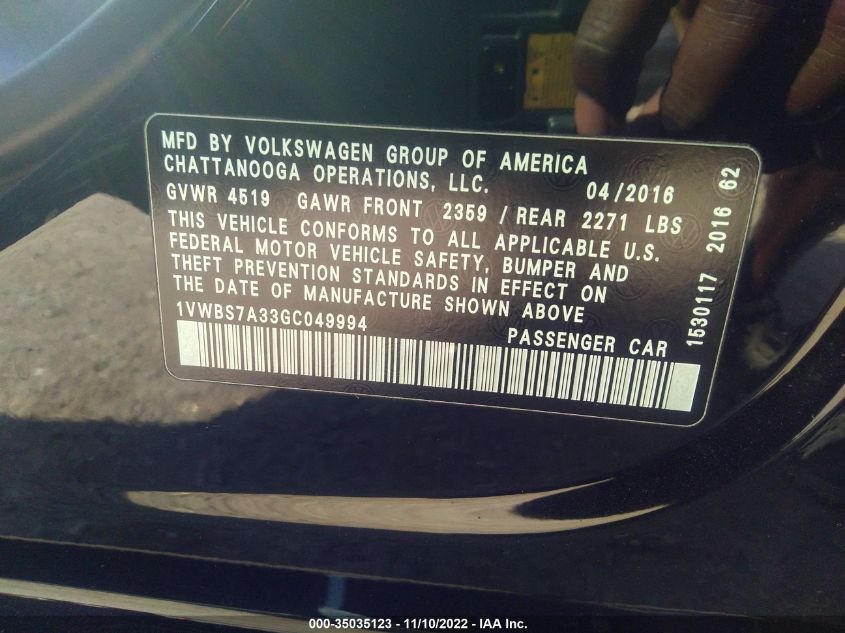 MFD BY VOLKSWAGEN GROUP OF AMERICA
CHATTANOOGA OPERATIONS, LLC. 04/2016
GVWR 4519 GAWR FRONT 2359 / REAR 2271 LBS
THIS VEHICLE CONFORMS TO ALL APPLICABLE U.S.
FEDERAL MOTOR VEHICLE SAFETY, BUMPER AND
THEFT PREVENTION STANDARDS IN EFFECT ON
THE DATE OF MANUFACTURE SHOWN ABOVE
1VWBS7A33GC049994 PASSENGER CAR
1530117 2016 62
000-35035123 - 11/10/2022 - IAA Inc.